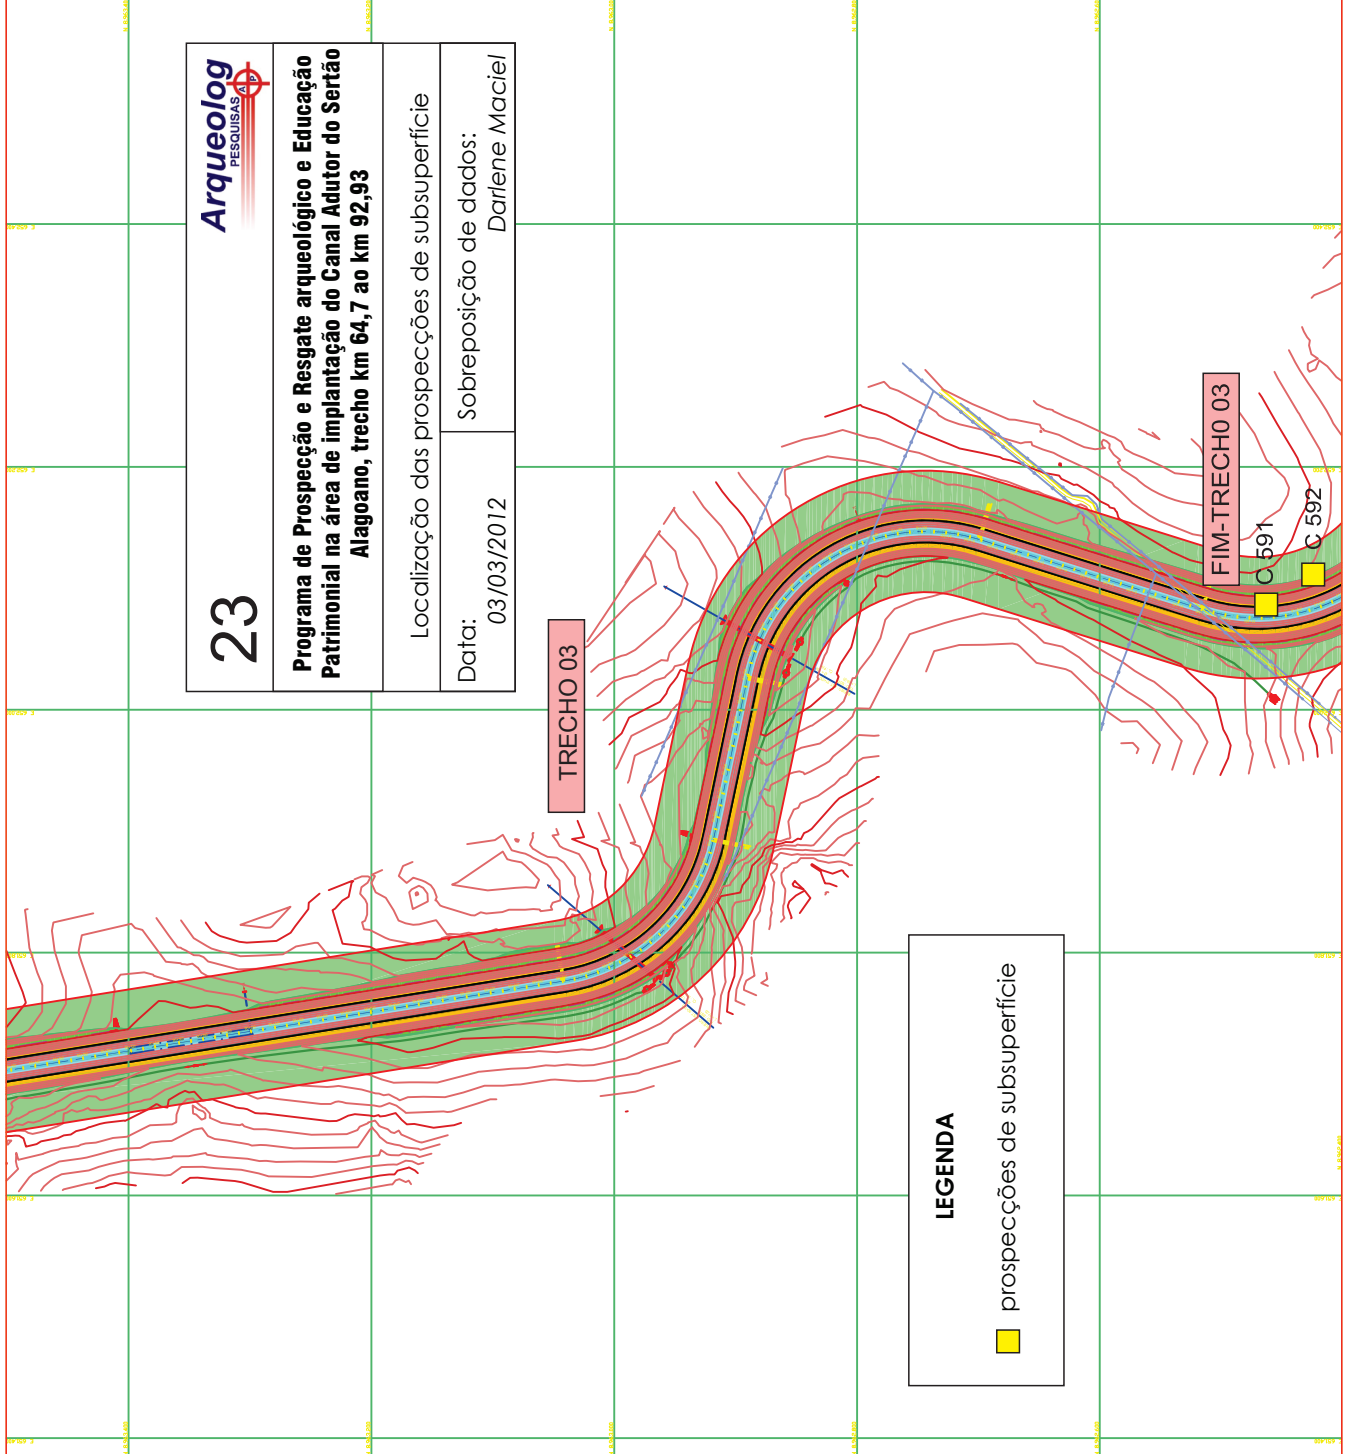 23
Arqueolog
PESQUISAS
A P
Programa de Prospecção e Resgate arqueológico e Educação
Patrimonial na área de implantação do Canal Adutor do Sertão
Alagoano, trecho km 64,7 ao km 92,93
Localização das prospecções de subsuperfície
Data:
03/03/2012
Sobreposição de dados:
Darlene Maciel
TRECHO 03
FIM-TRECH0 03
C 591
C 592
LEGENDA
prospecções de subsuperfície